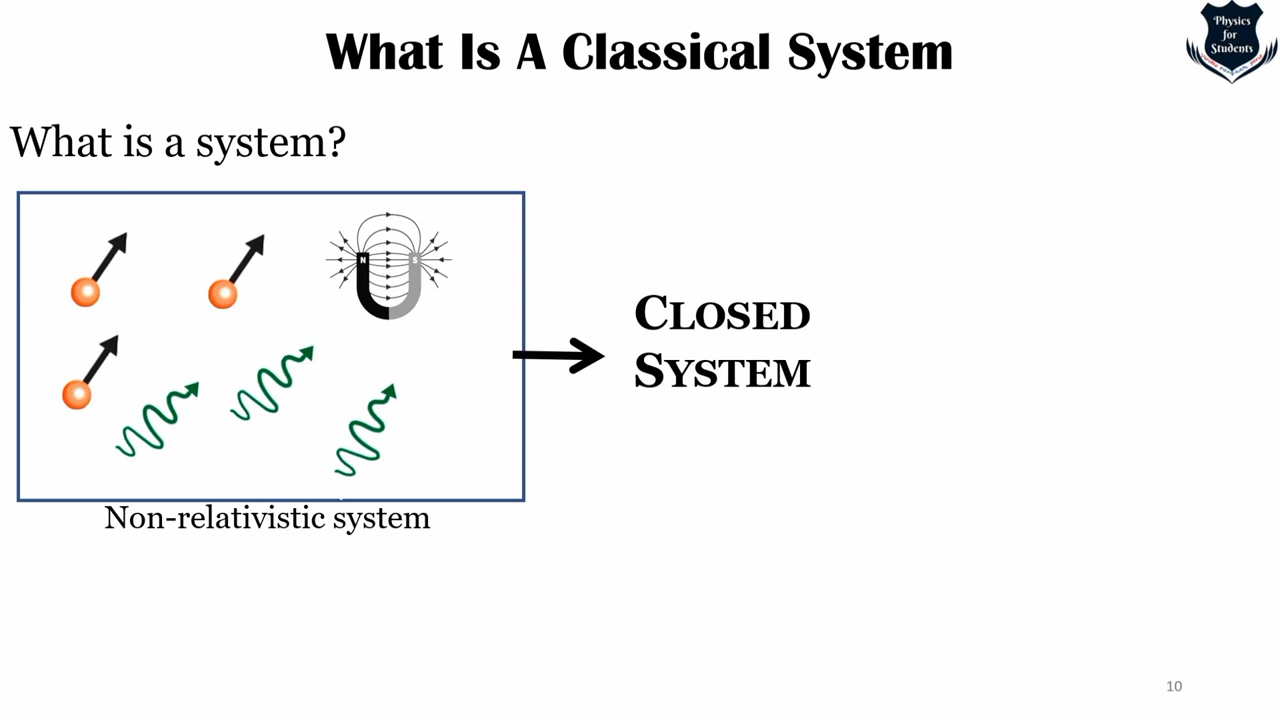 What Is A Classical System
Physics
for
Students
What is a system?
N S
CLOSED
SYSTEM
Non-relativistic system
10